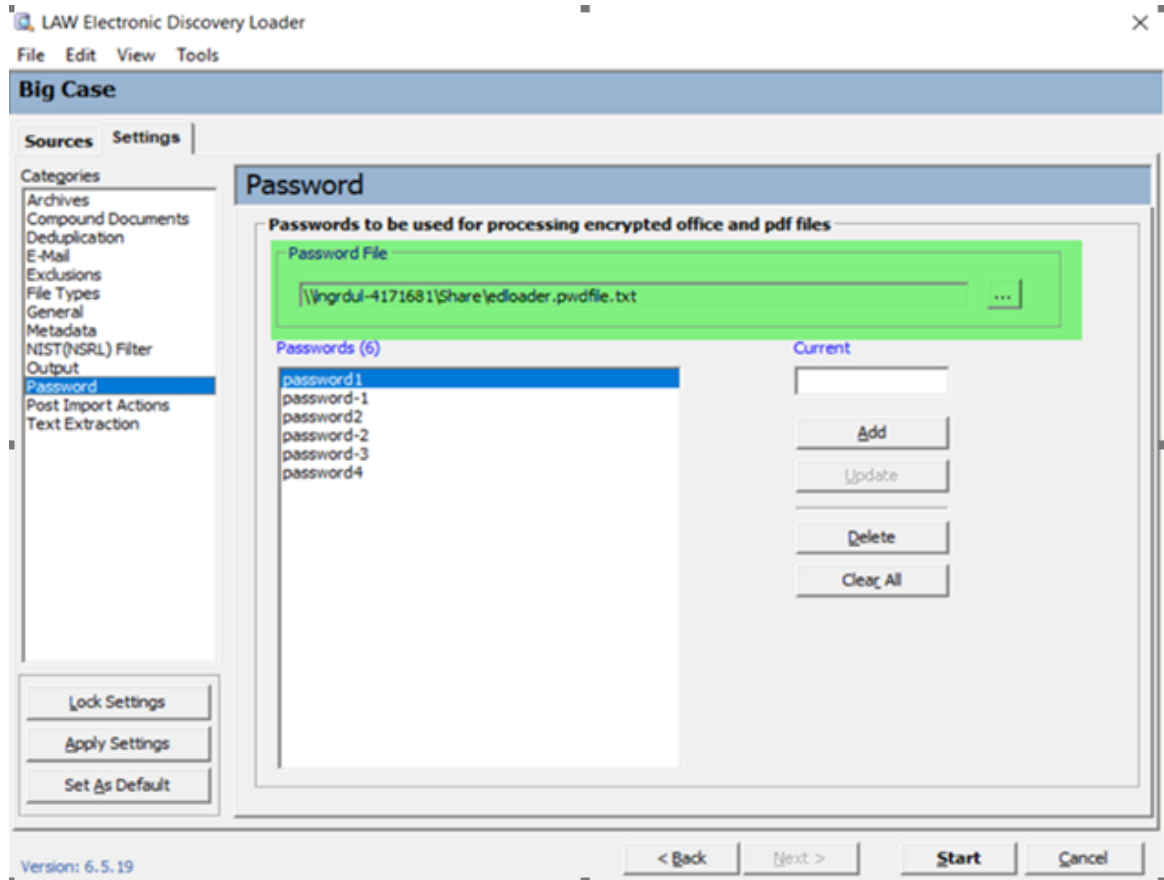 LAW Electronic Discovery Loader
File Edit View Tools
Big Case
Sources Settings
Categories
Archives
Compound Documents
Deduplication
E-Mail
Exclusions
File Types
General
Metadata
NIST(NSRL) Filter
Output
Password
Post Import Actions
Text Extraction
Lock Settings
Apply Settings
Set As Default
Password
Passwords to be used for processing encrypted office and pdf files
Password File
\\lngrdul-4171681\Share\edloader.pwdfile.txt
...
Passwords (6)
password1
password-1
password2
password-2
password-3
password4
Current
Add
Update
Delete
Clear All
Version: 6.5.19
< Back Next > Start Cancel